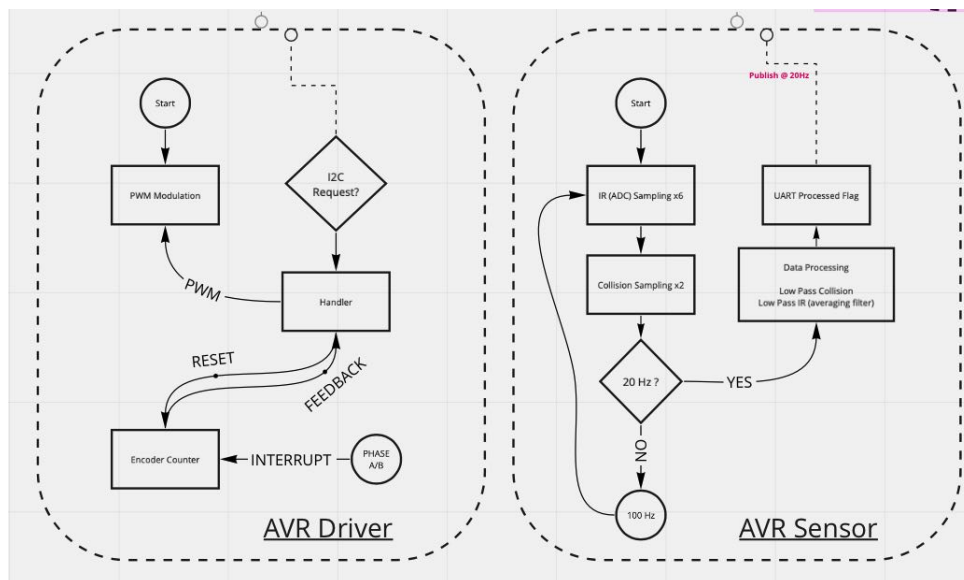 Start
PWM Modulation
I2C
Request?
Handler
PWM
RESET
FEEDBACK
Encoder Counter
INTERRUPT
PHASE
A/B
AVR Driver
Publish @ 20Hz
Start
IR (ADC) Sampling x6
Collision Sampling x2
20 Hz ?
YES
NO
100 Hz
UART Processed Flag
Data Processing
Low Pass Collision
Low Pass IR (averaging filter)
AVR Sensor